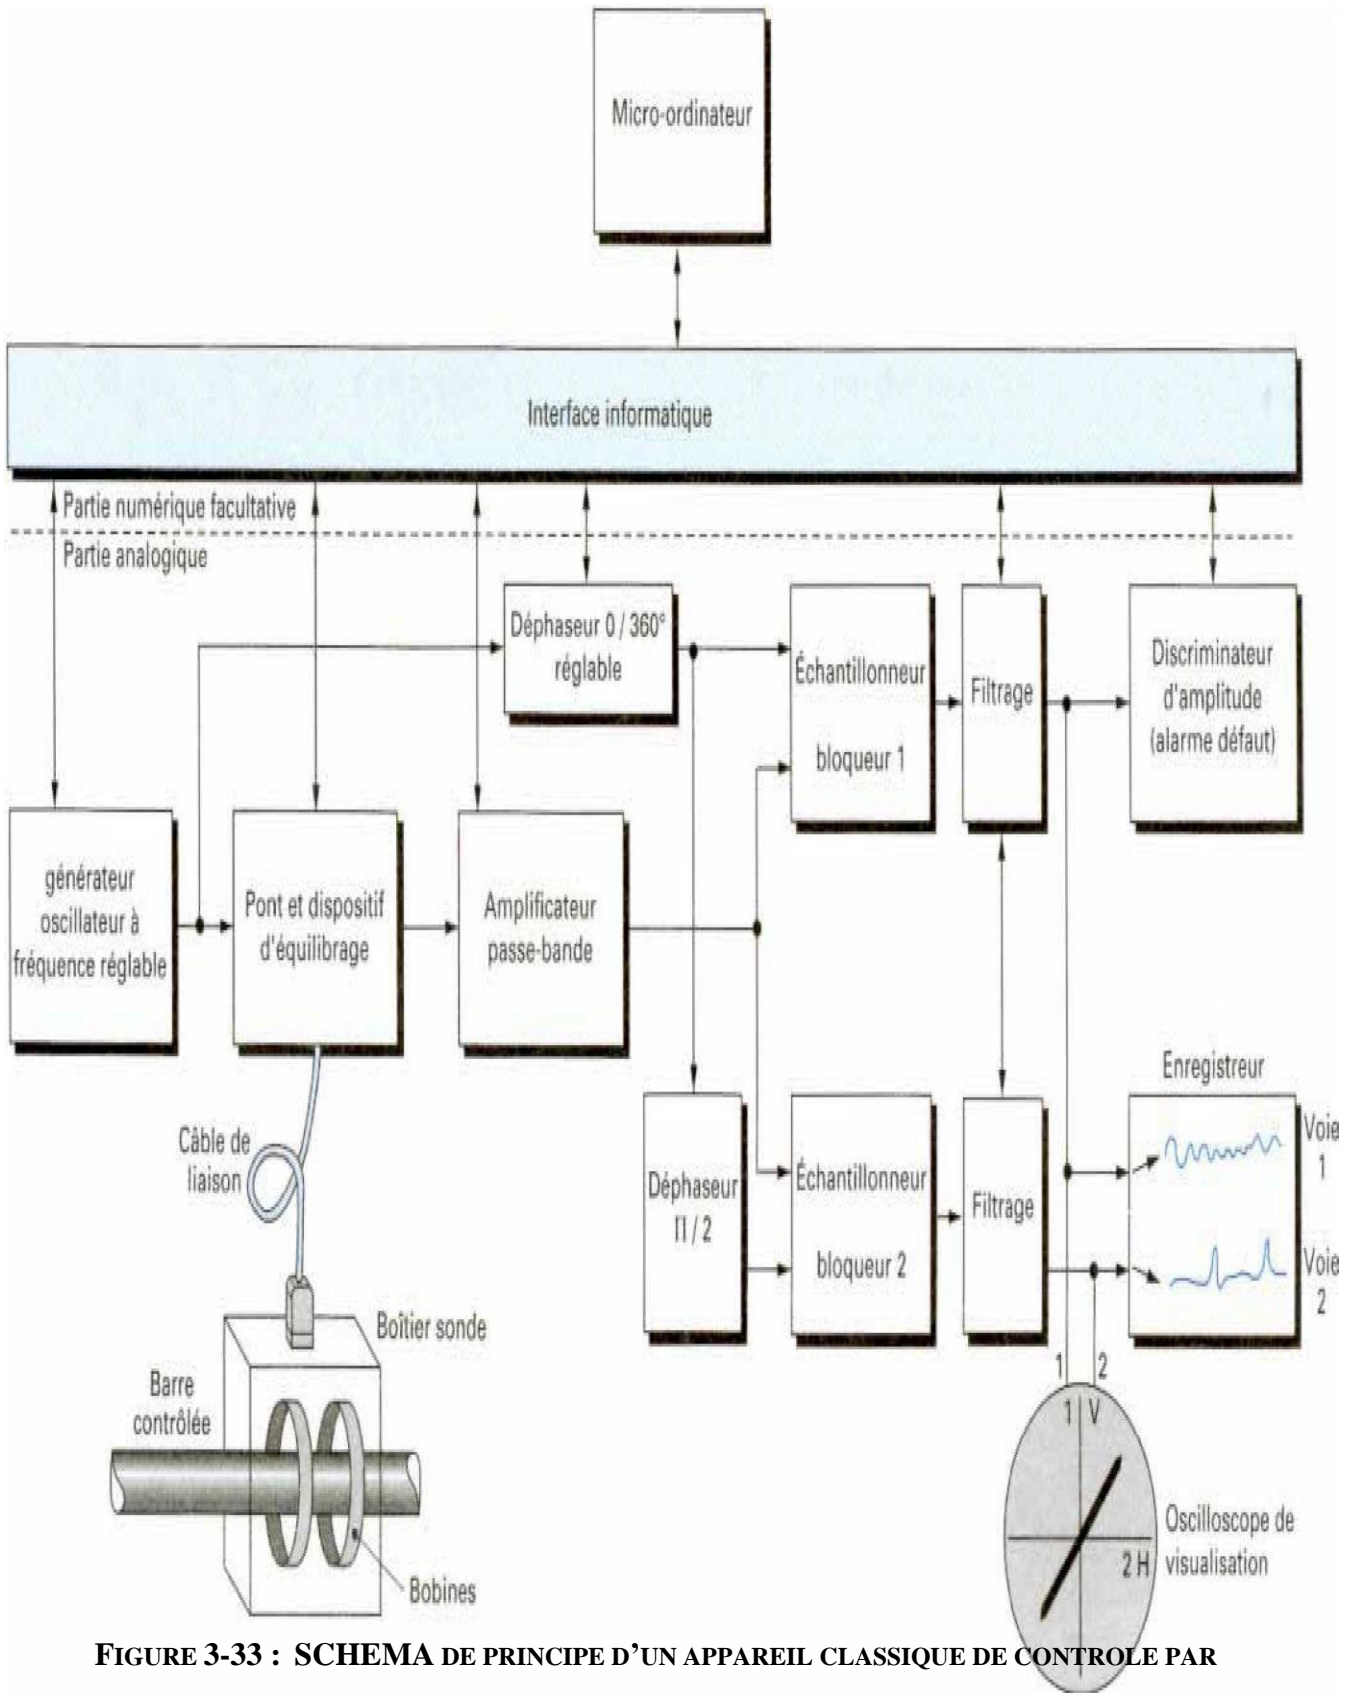 Micro-ordinateur
Interface informatique
Partie numérique facultative
Partie analogique
Déphaseur 0 / 360°
réglable
Échantillonneur
bloqueur 1
Filtrage
Discriminateur
d'amplitude
(alarme défaut)
générateur
oscillateur à
fréquence réglable
Pont et dispositif
d'équilibrage
Amplificateur
passe-bande
Câble de
liaison
Déphaseur
Π / 2
Échantillonneur
bloqueur 2
Filtrage
Enregistreur
Voie
1
Voie
2
Boîtier sonde
Barre
contrôlée
Bobines
1
2
1
V
2 H
Oscilloscope de
visualisation
FIGURE 3-33 : SCHEMA DE PRINCIPE D’UN APPAREIL CLASSIQUE DE CONTROLE PAR